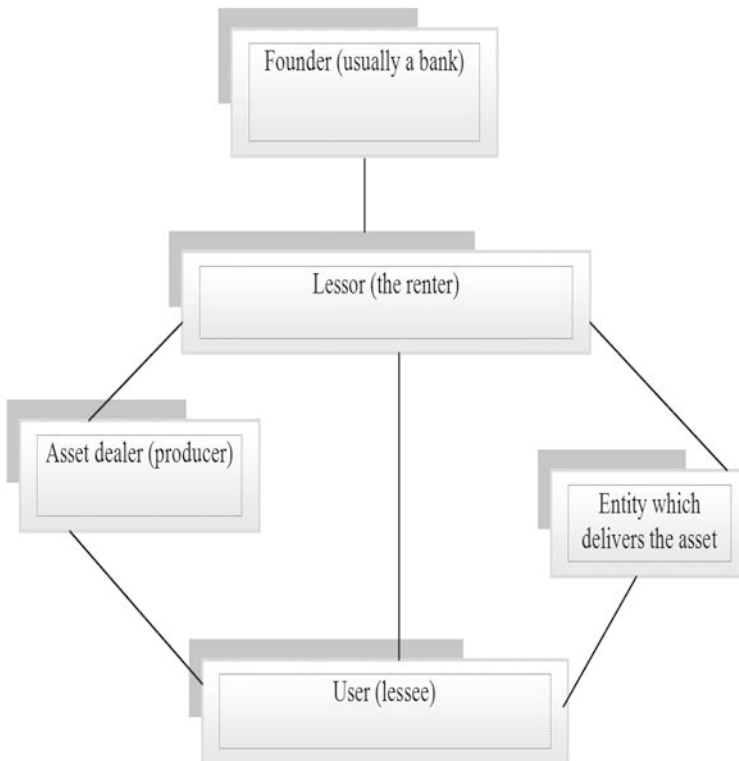 Founder (usually a bank)
Lessor (the renter)
Asset dealer (producer)
Entity which
delivers the asset
User (lessee)